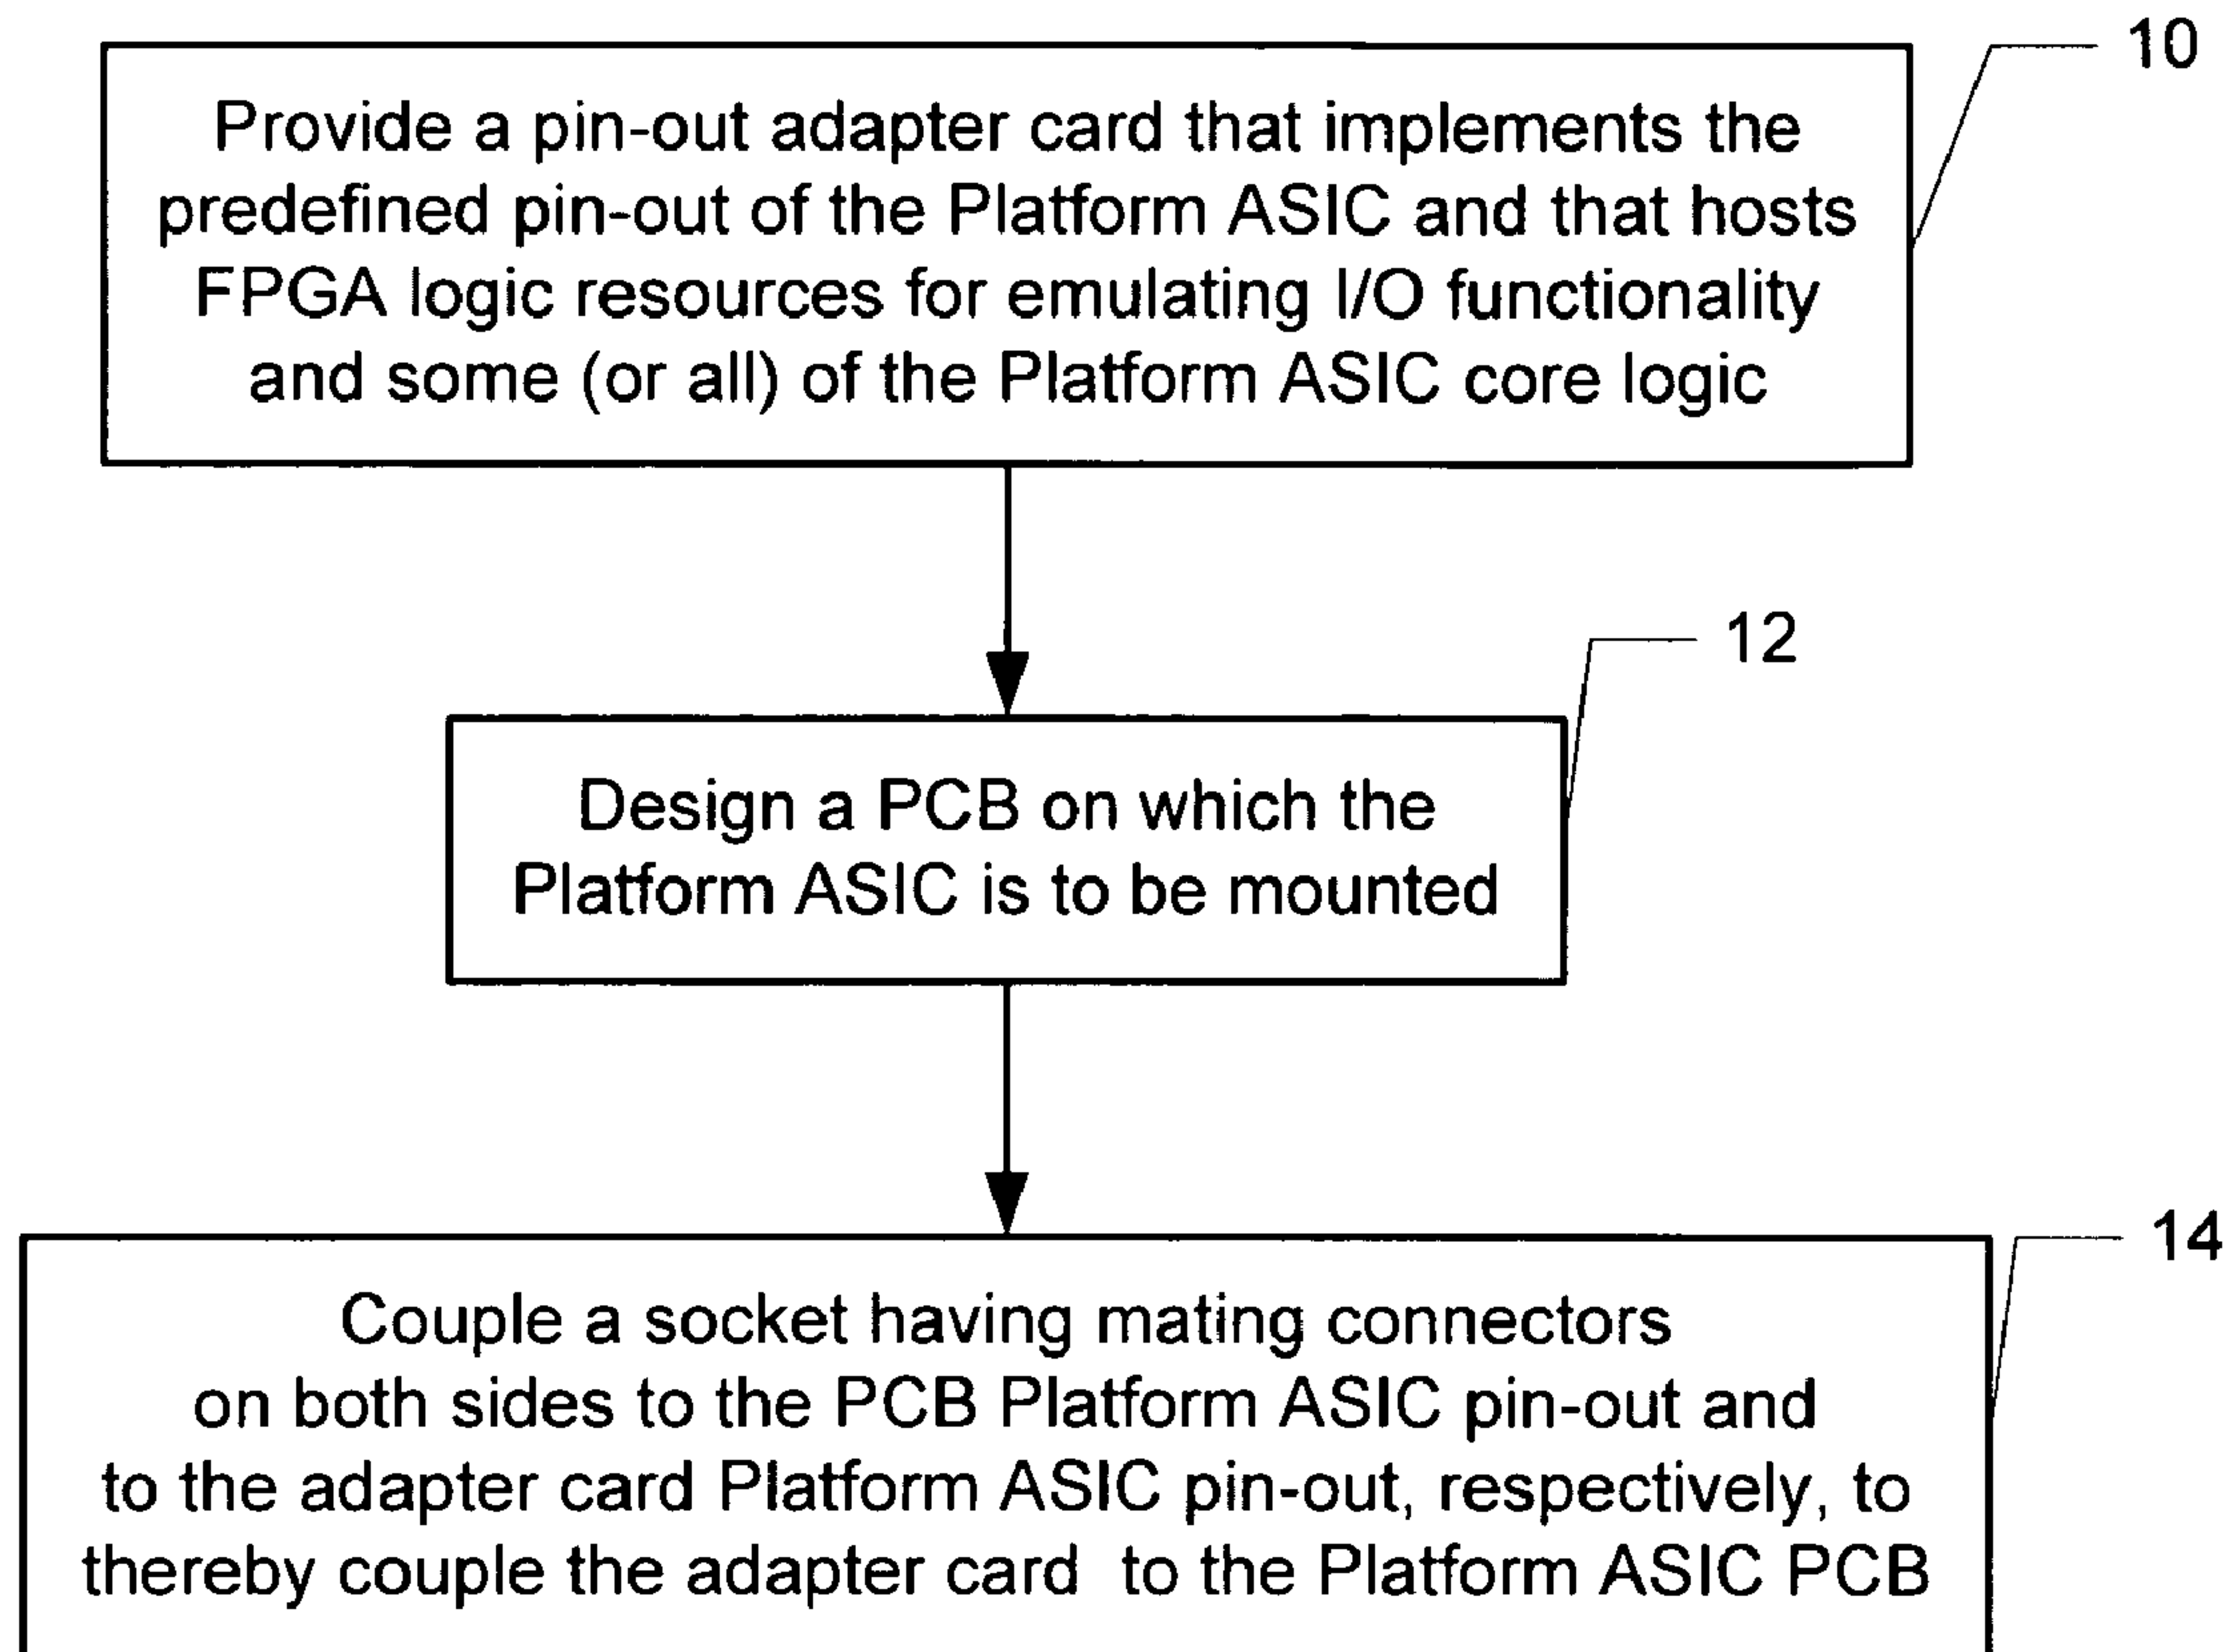 10
Provide a pin-out adapter card that implements the
predefined pin-out of the Platform ASIC and that hosts
FPGA logic resources for emulating I/O functionality
and some (or all) of the Platform ASIC core logic
12
Design a PCB on which the
Platform ASIC is to be mounted
14
Couple a socket having mating connectors
on both sides to the PCB Platform ASIC pin-out and
to the adapter card Platform ASIC pin-out, respectively, to
thereby couple the adapter card to the Platform ASIC PCB